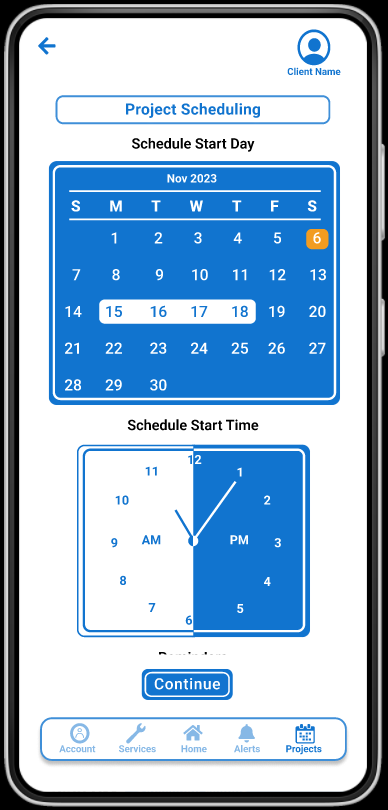 Client Name
Project Scheduling
Schedule Start Day
Nov 2023
S M T W T F S
1 2 3 4 5 6
7 8 9 10 11 12 13
14 15 16 17 18 19 20
21 22 23 24 25 26 27
28 29 30
Schedule Start Time
12
11 1
10 2
AM PM
9 3
8 4
7 5
6
Reminders
Continue
Account Services Home Alerts Projects